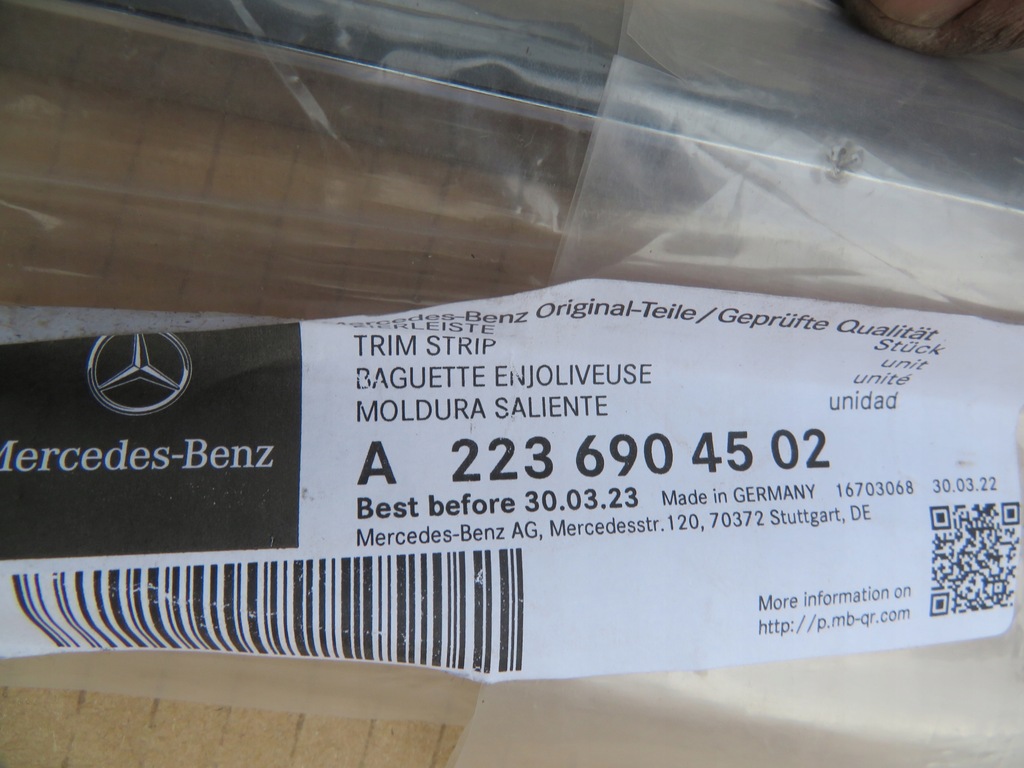 Mercedes-Benz Original-Teile/Geprüfte Qualität
TRIM STRIP
BAGUETTE ENJOLIVEUSE
MOLDURA SALIENTE
Stück
unit
unité
unidad
Mercedes-Benz
A 223 690 45 02
Best before 30.03.23 Made in GERMANY 16703068 30.03.22
Mercedes-Benz AG, Mercedesstr.120, 70372 Stuttgart, DE
More information on
http://p.mb-qr.com